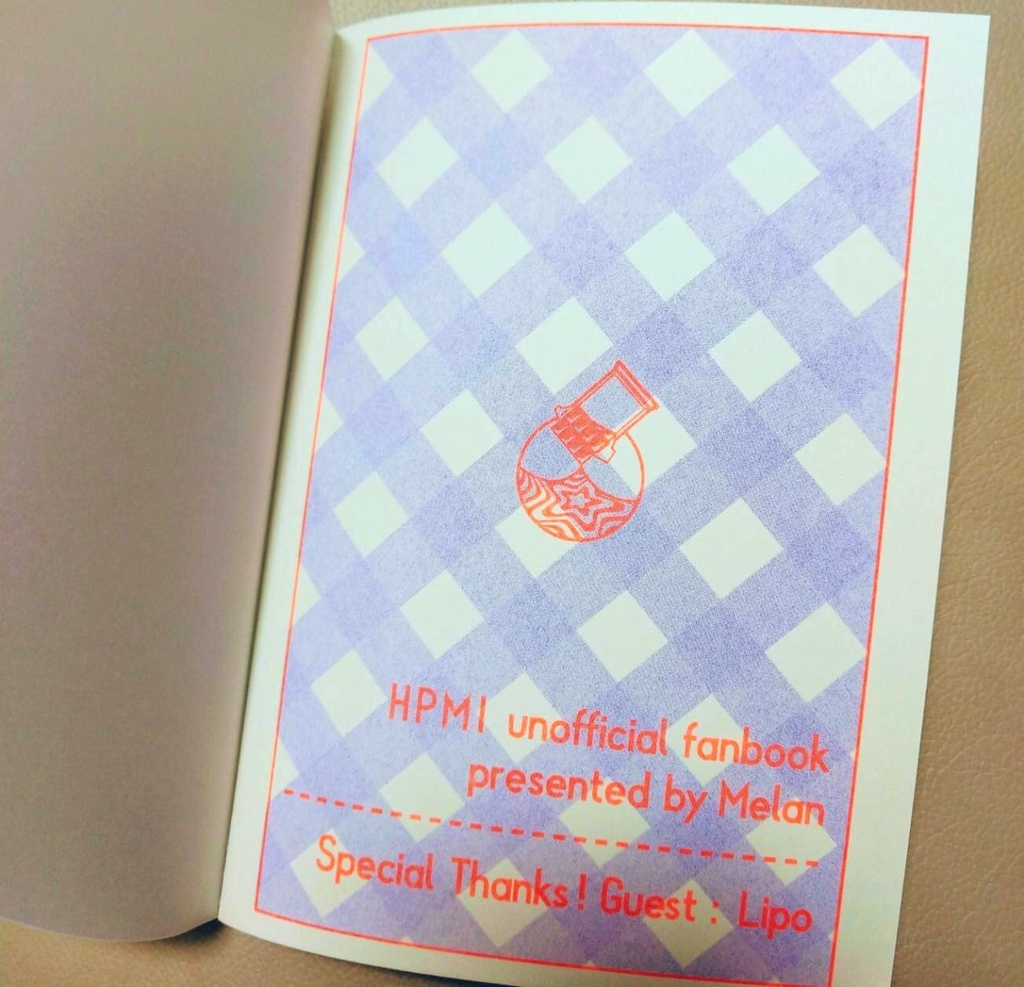 HPMI unofficial fanbook
presented by Melan
Special Thanks! Guest : Lipo